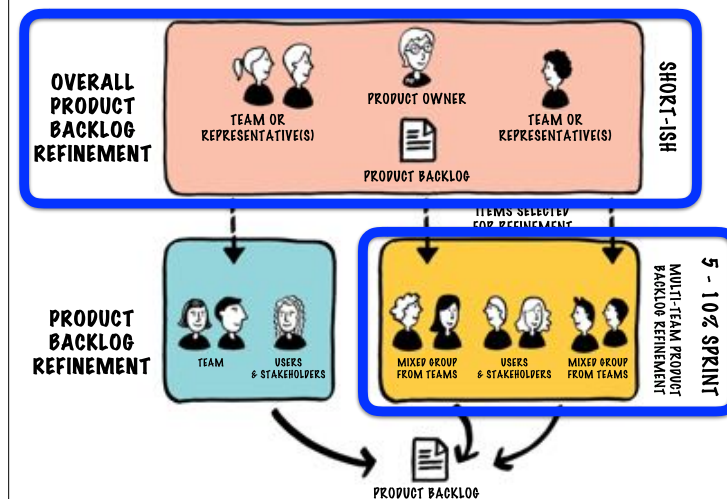 OVERALL
PRODUCT
BACKLOG
REFINEMENT
TEAM OR
REPRESENTATIVE(S)
PRODUCT OWNER
PRODUCT BACKLOG
TEAM OR
REPRESENTATIVE(S)
SHORT-ISH
ITEMS SELECTED
FOR REFINEMENT
PRODUCT
BACKLOG
REFINEMENT
TEAM
USERS
& STAKEHOLDERS
MIXED GROUP
FROM TEAMS
USERS
& STAKEHOLDERS
MIXED GROUP
FROM TEAMS
5 - 10% SPRINT
MULTI-TEAM PRODUCT
BACKLOG REFINEMENT
PRODUCT BACKLOG